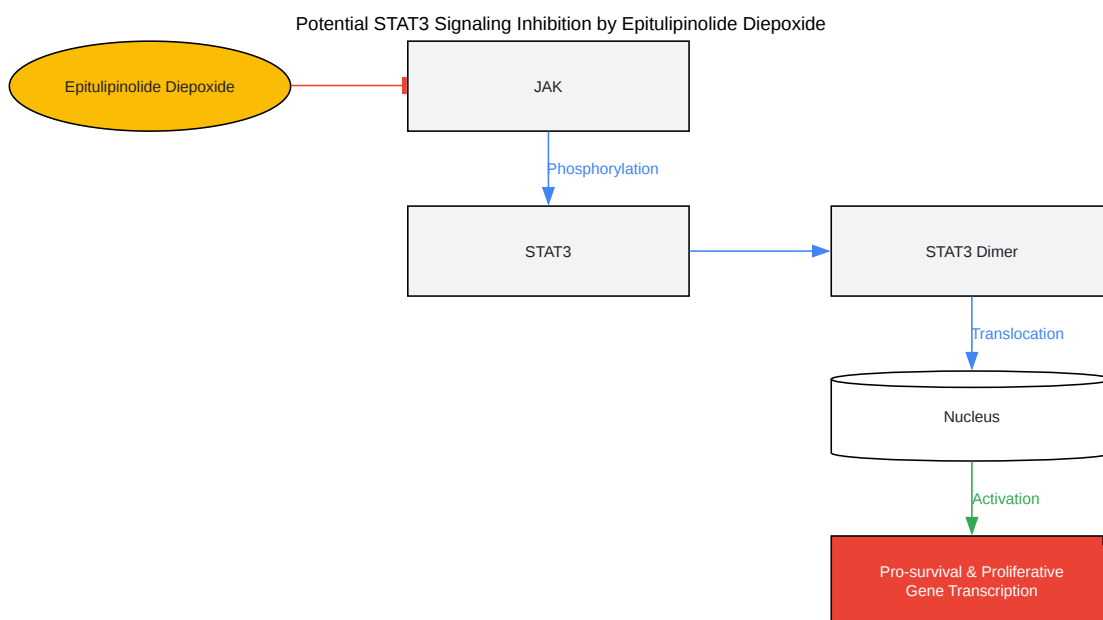 Potential STAT3 Signaling Inhibition by Epitulipinolide Diepoxide
Epitulipinolide Diepoxide
JAK
Phosphorylation
STAT3
STAT3 Dimer
Translocation
Nucleus
Activation
Pro-survival & Proliferative
Gene Transcription